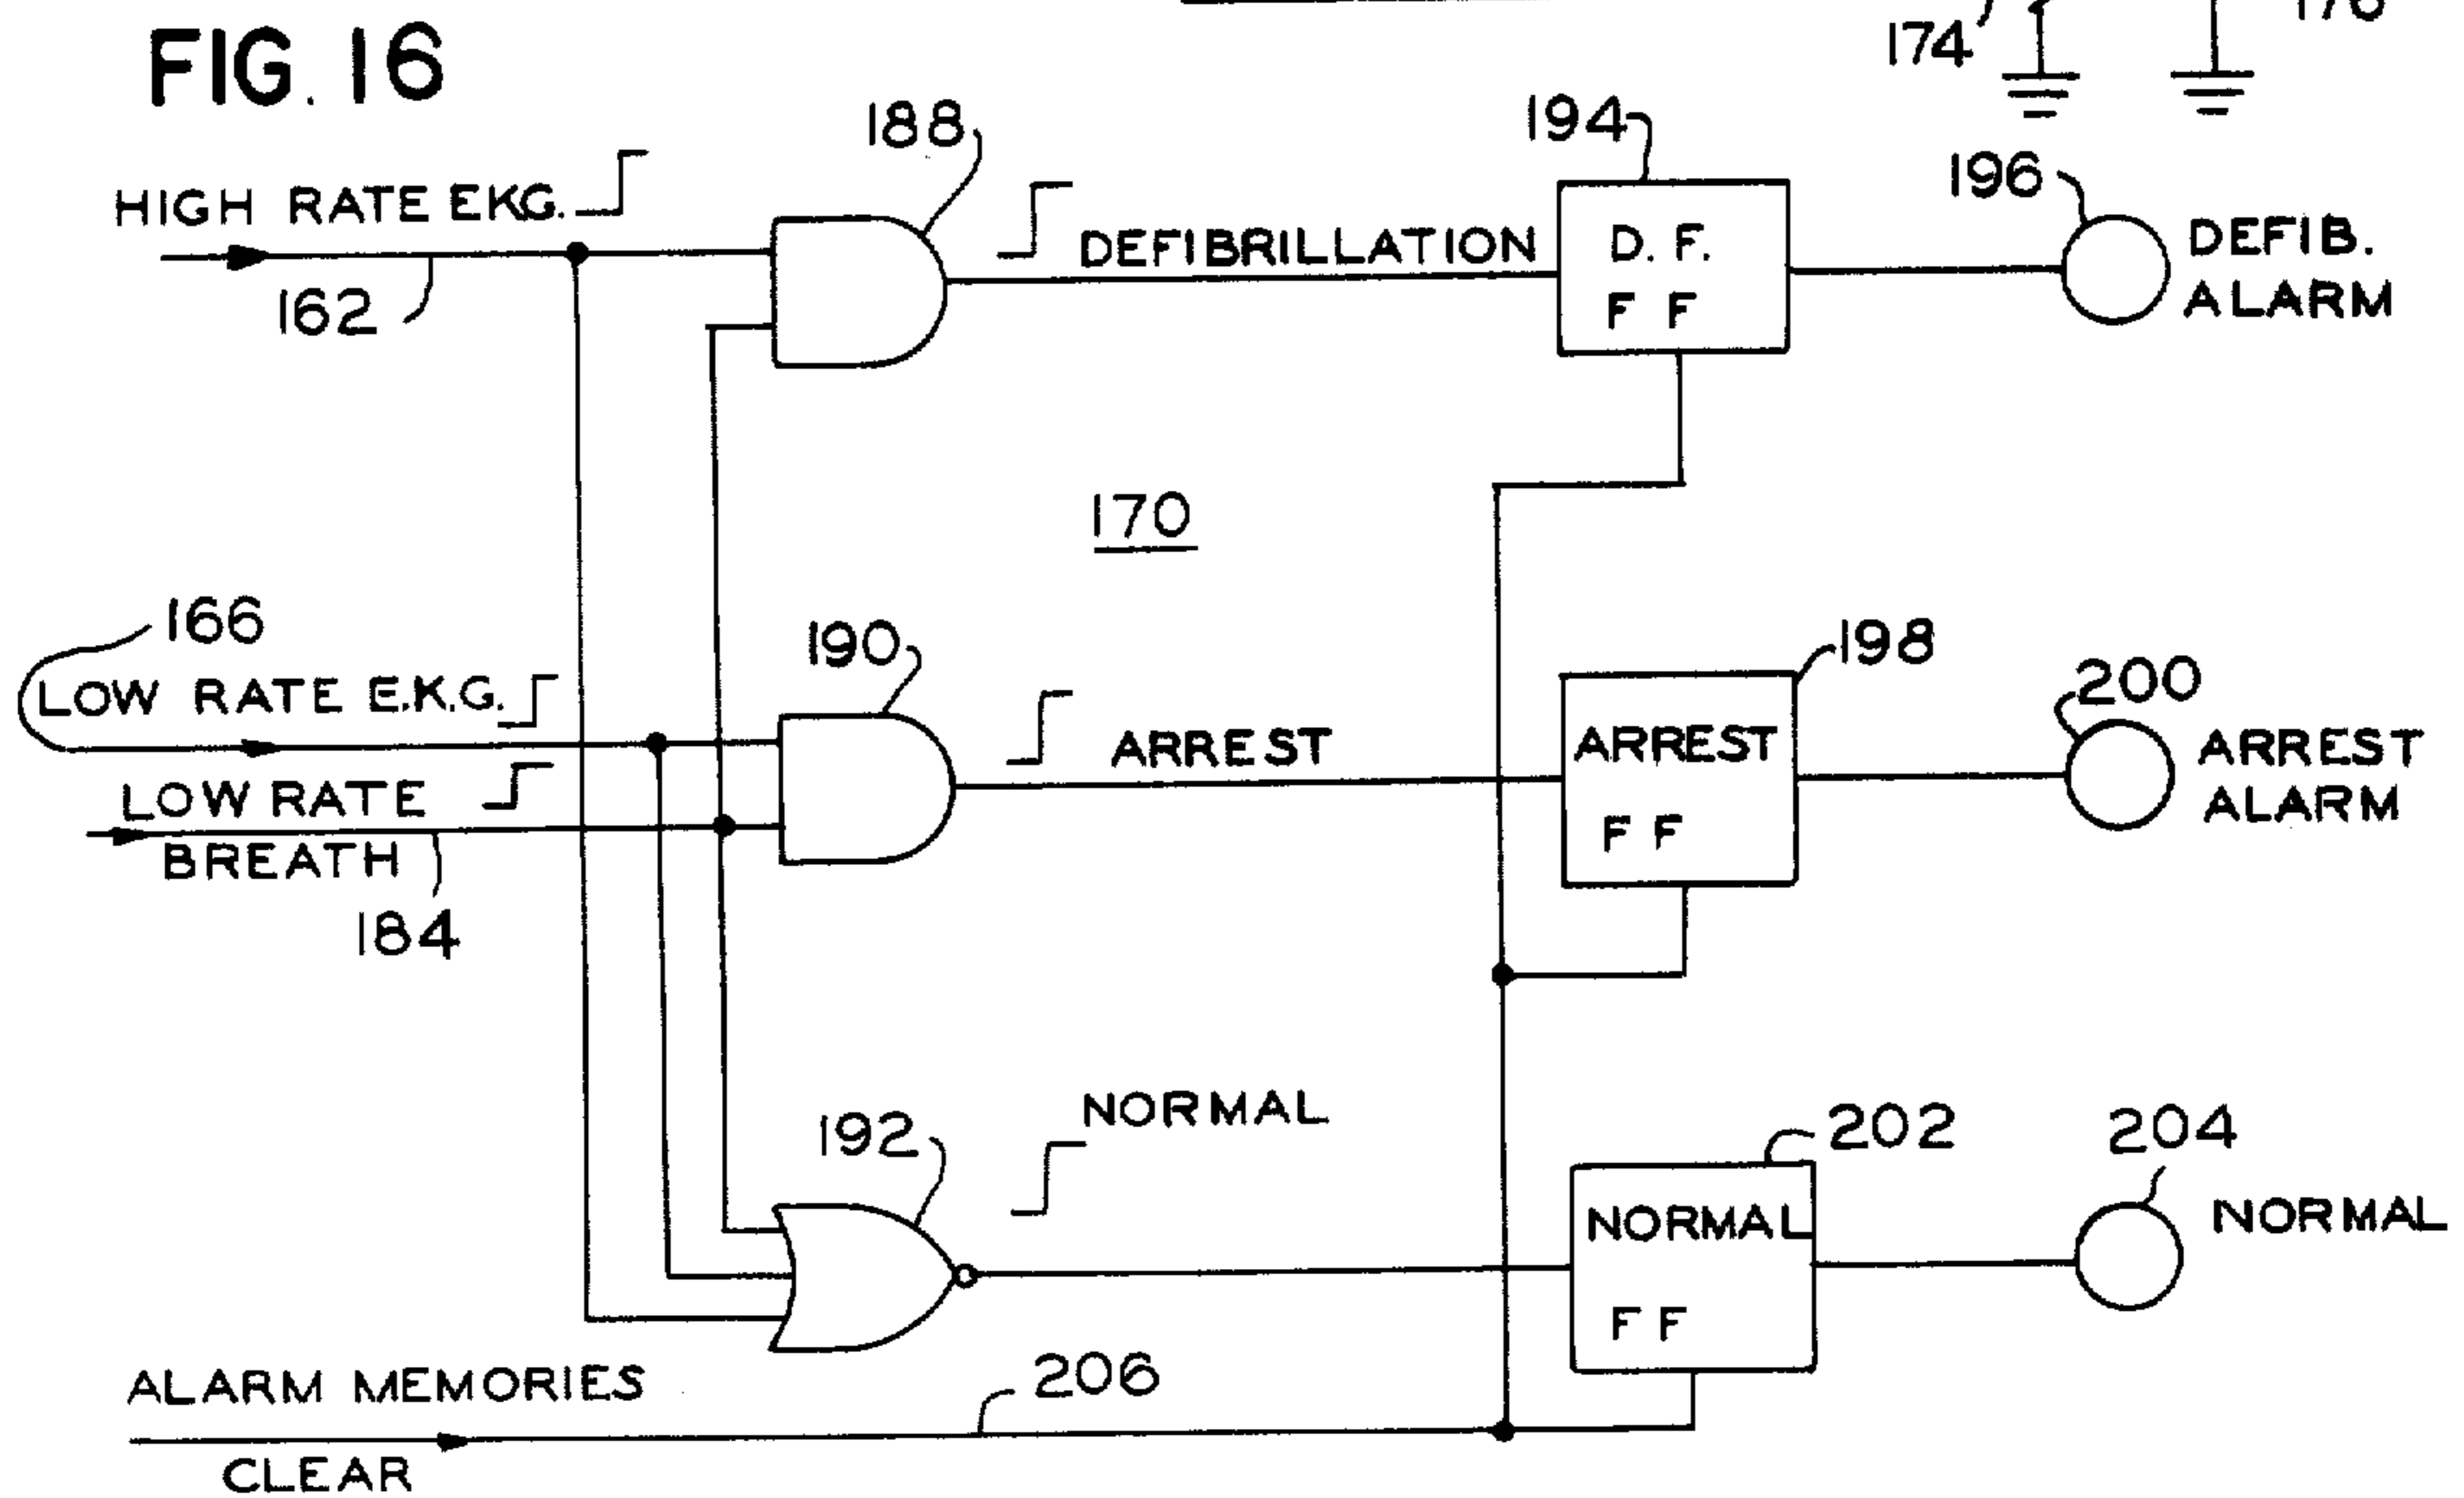 FIG. 16
174
176
188
194
196
HIGH RATE EKG.
162
DEFIBRILLATION
D. F.
F F
DEFIB.
ALARM
170
166
LOW RATE E.K.G.
190
198
200
ARREST
ARREST
F F
ARREST
ALARM
LOW RATE
BREATH
184
192
NORMAL
202
204
NORMAL
F F
NORMAL
ALARM MEMORIES
CLEAR
206